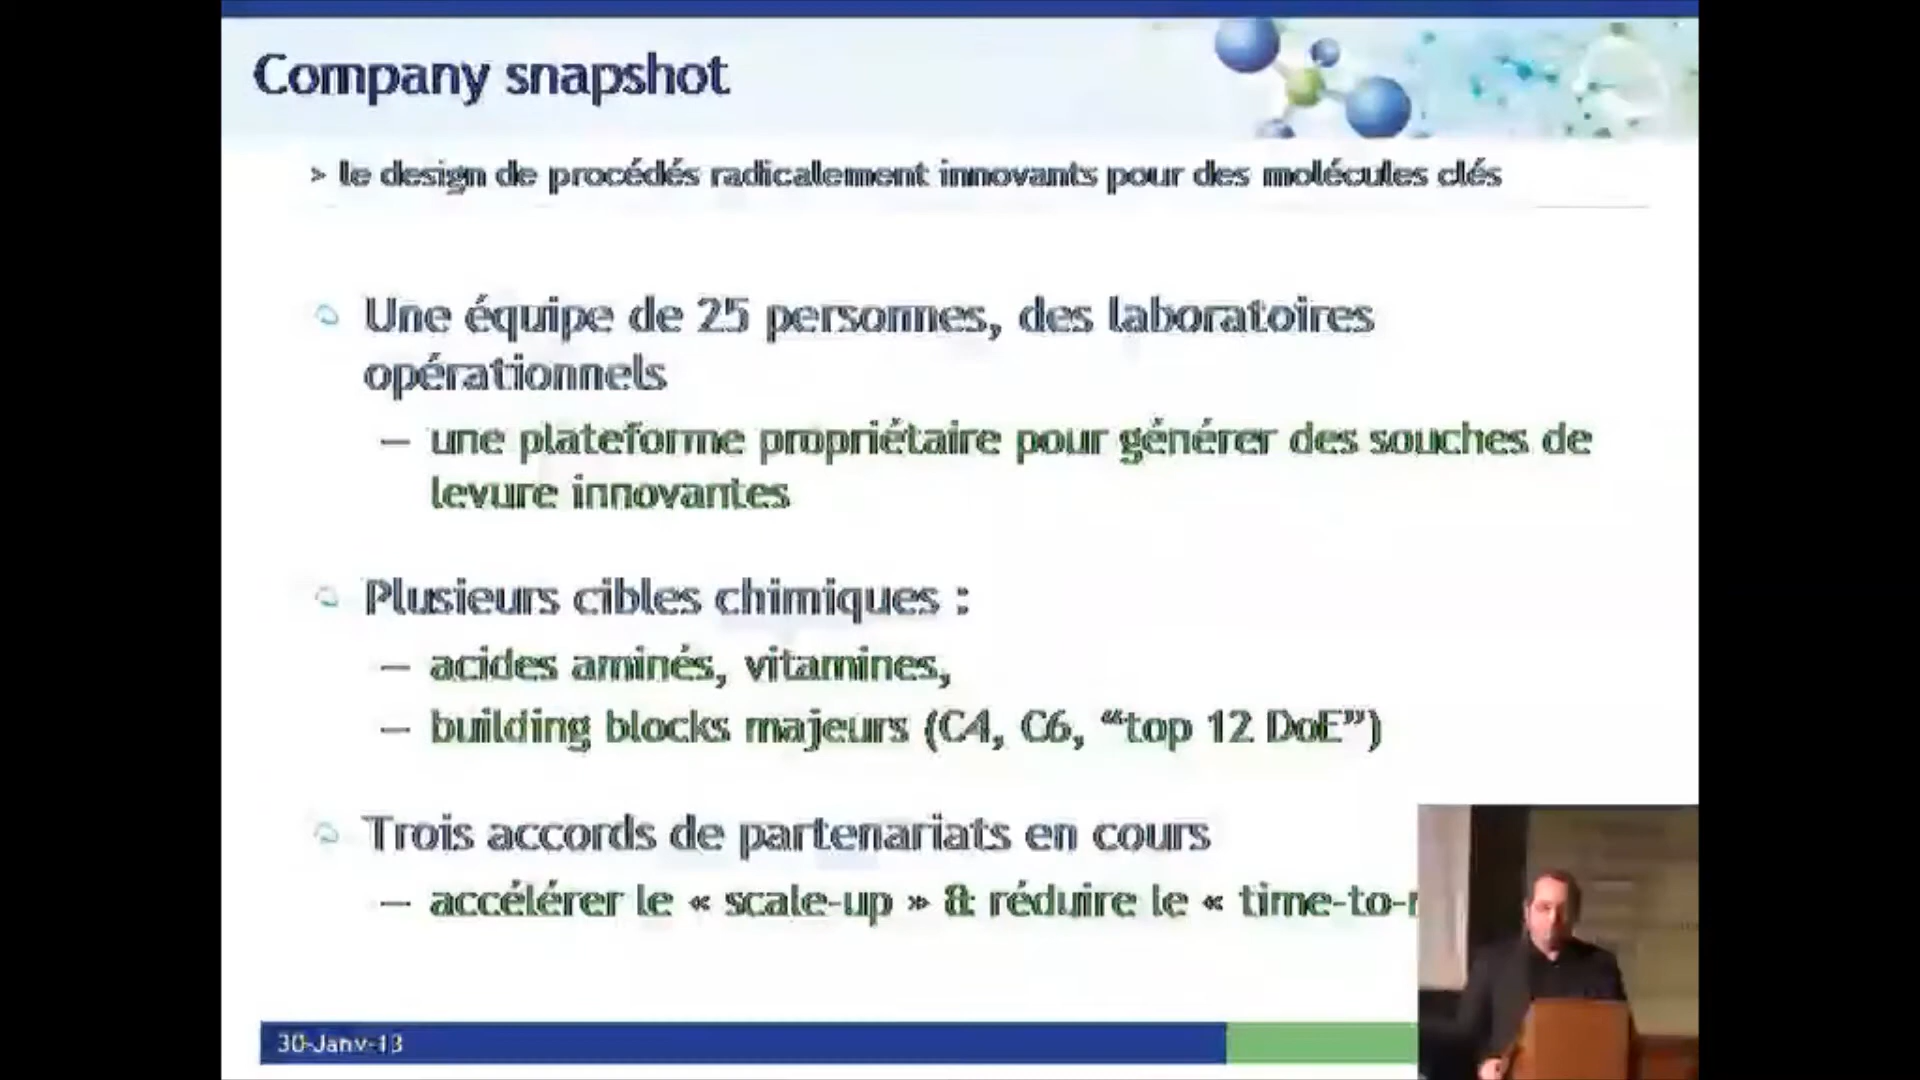 Company snapshot
> le design de procédés radicalement innovants pour des molécules clés
Une équipe de 25 personnes, des laboratoires
opérationnels
– une plateforme propriétaire pour générer des souches de
levure innovantes
Plusieurs cibles chimiques :
– acides aminés, vitamines,
– building blocks majeurs (C4, C6, “top 12 DoE”)
Trois accords de partenariats en cours
– accélérer le « scale-up » & réduire le « time-to-
30-Janv-13